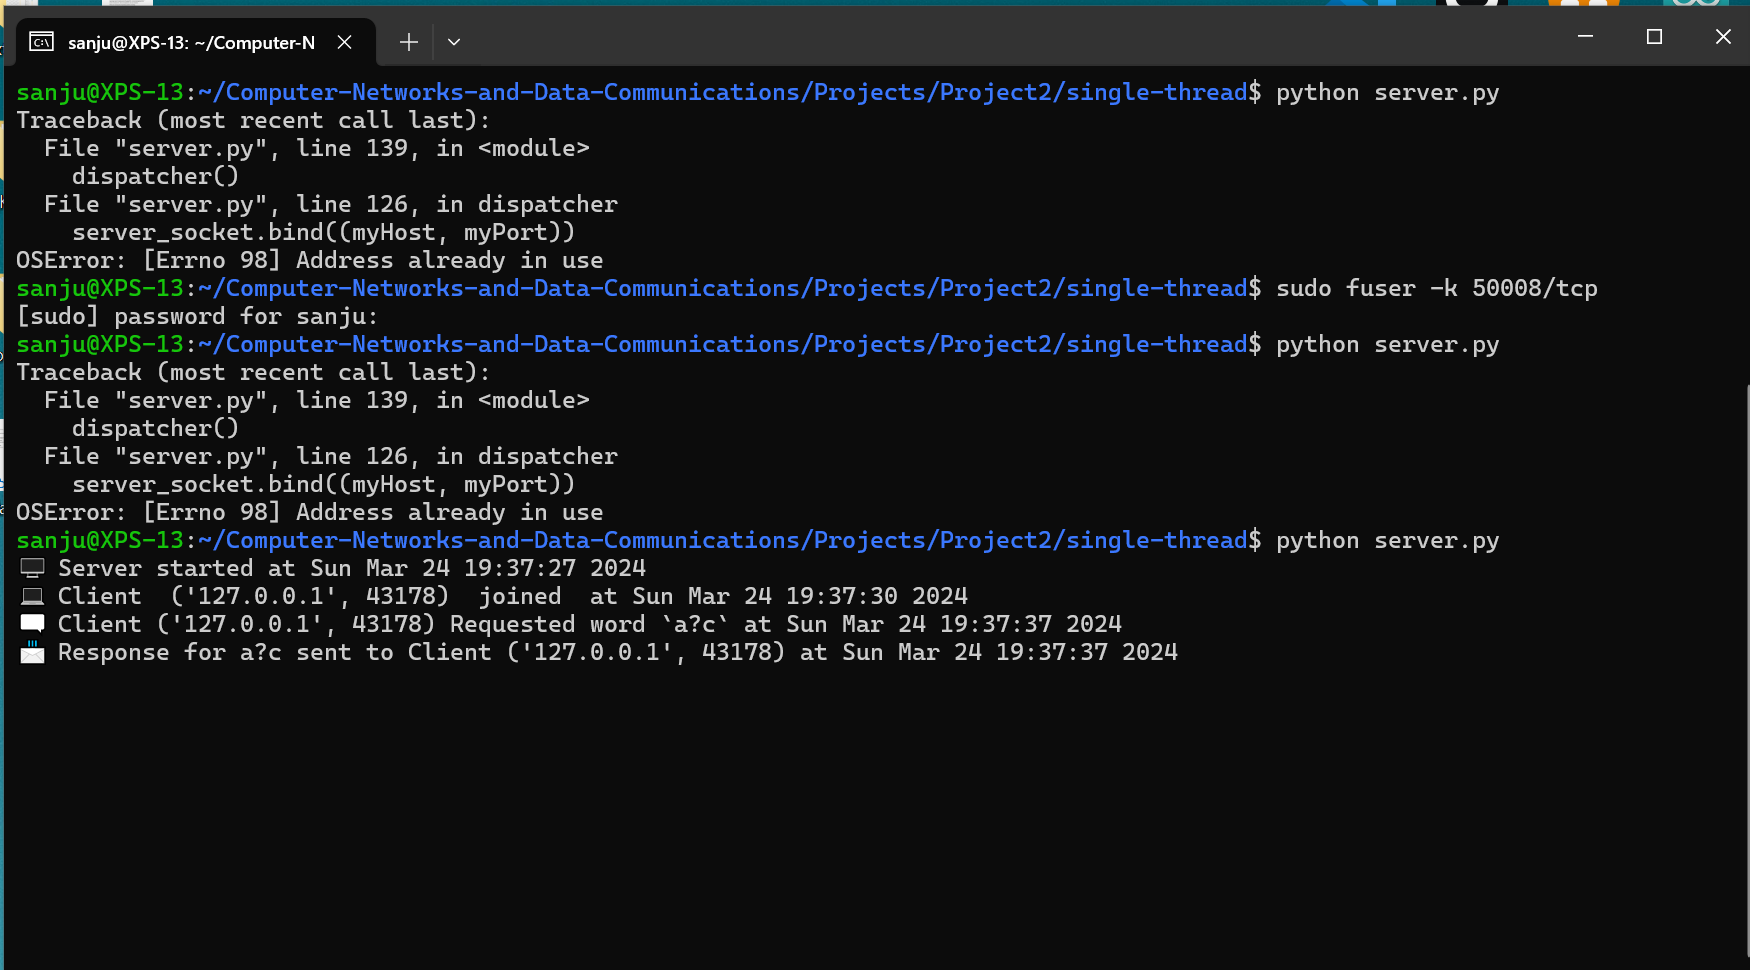 sanju@XPS-13: ~/Computer-N
sanju@XPS-13:~/Computer-Networks-and-Data-Communications/Projects/Project2/single-thread$ python server.py
Traceback (most recent call last):
  File "server.py", line 139, in <module>
    dispatcher()
  File "server.py", line 126, in dispatcher
    server_socket.bind((myHost, myPort))
OSError: [Errno 98] Address already in use
sanju@XPS-13:~/Computer-Networks-and-Data-Communications/Projects/Project2/single-thread$ sudo fuser -k 50008/tcp
[sudo] password for sanju:
sanju@XPS-13:~/Computer-Networks-and-Data-Communications/Projects/Project2/single-thread$ python server.py
Traceback (most recent call last):
  File "server.py", line 139, in <module>
    dispatcher()
  File "server.py", line 126, in dispatcher
    server_socket.bind((myHost, myPort))
OSError: [Errno 98] Address already in use
sanju@XPS-13:~/Computer-Networks-and-Data-Communications/Projects/Project2/single-thread$ python server.py
Server started at Sun Mar 24 19:37:27 2024
Client  ('127.0.0.1', 43178)  joined  at Sun Mar 24 19:37:30 2024
Client ('127.0.0.1', 43178) Requested word `a?c` at Sun Mar 24 19:37:37 2024
Response for a?c sent to Client ('127.0.0.1', 43178) at Sun Mar 24 19:37:37 2024